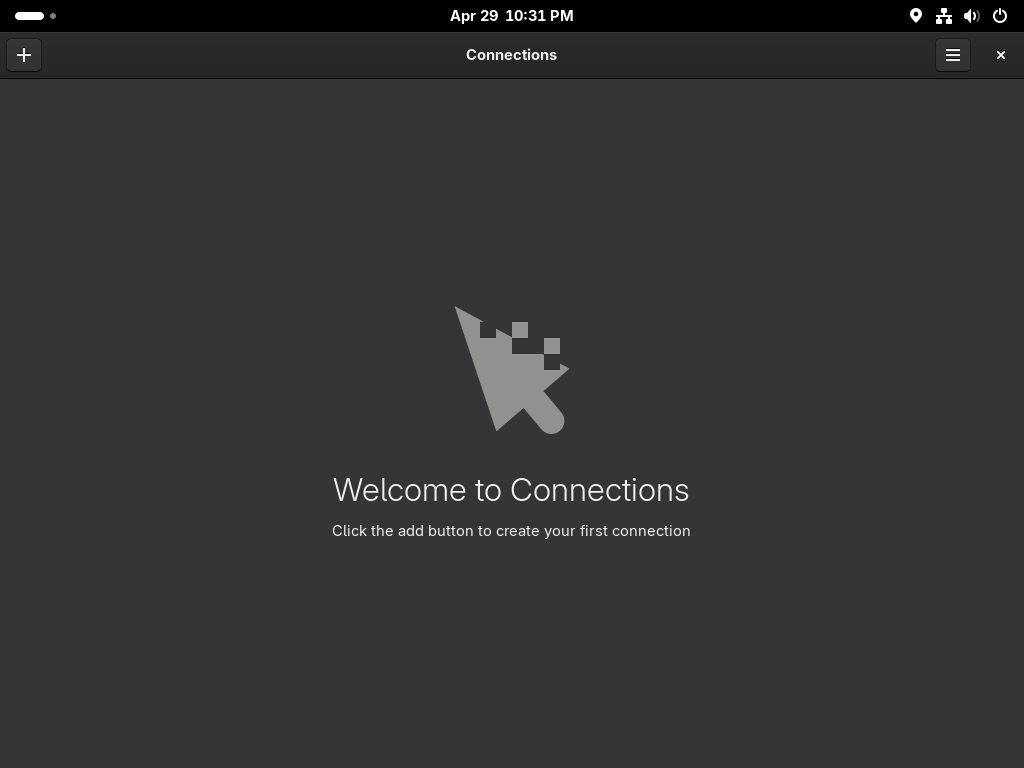 Apr 29 10:31 PM
Connections
Welcome to Connections
Click the add button to create your first connection